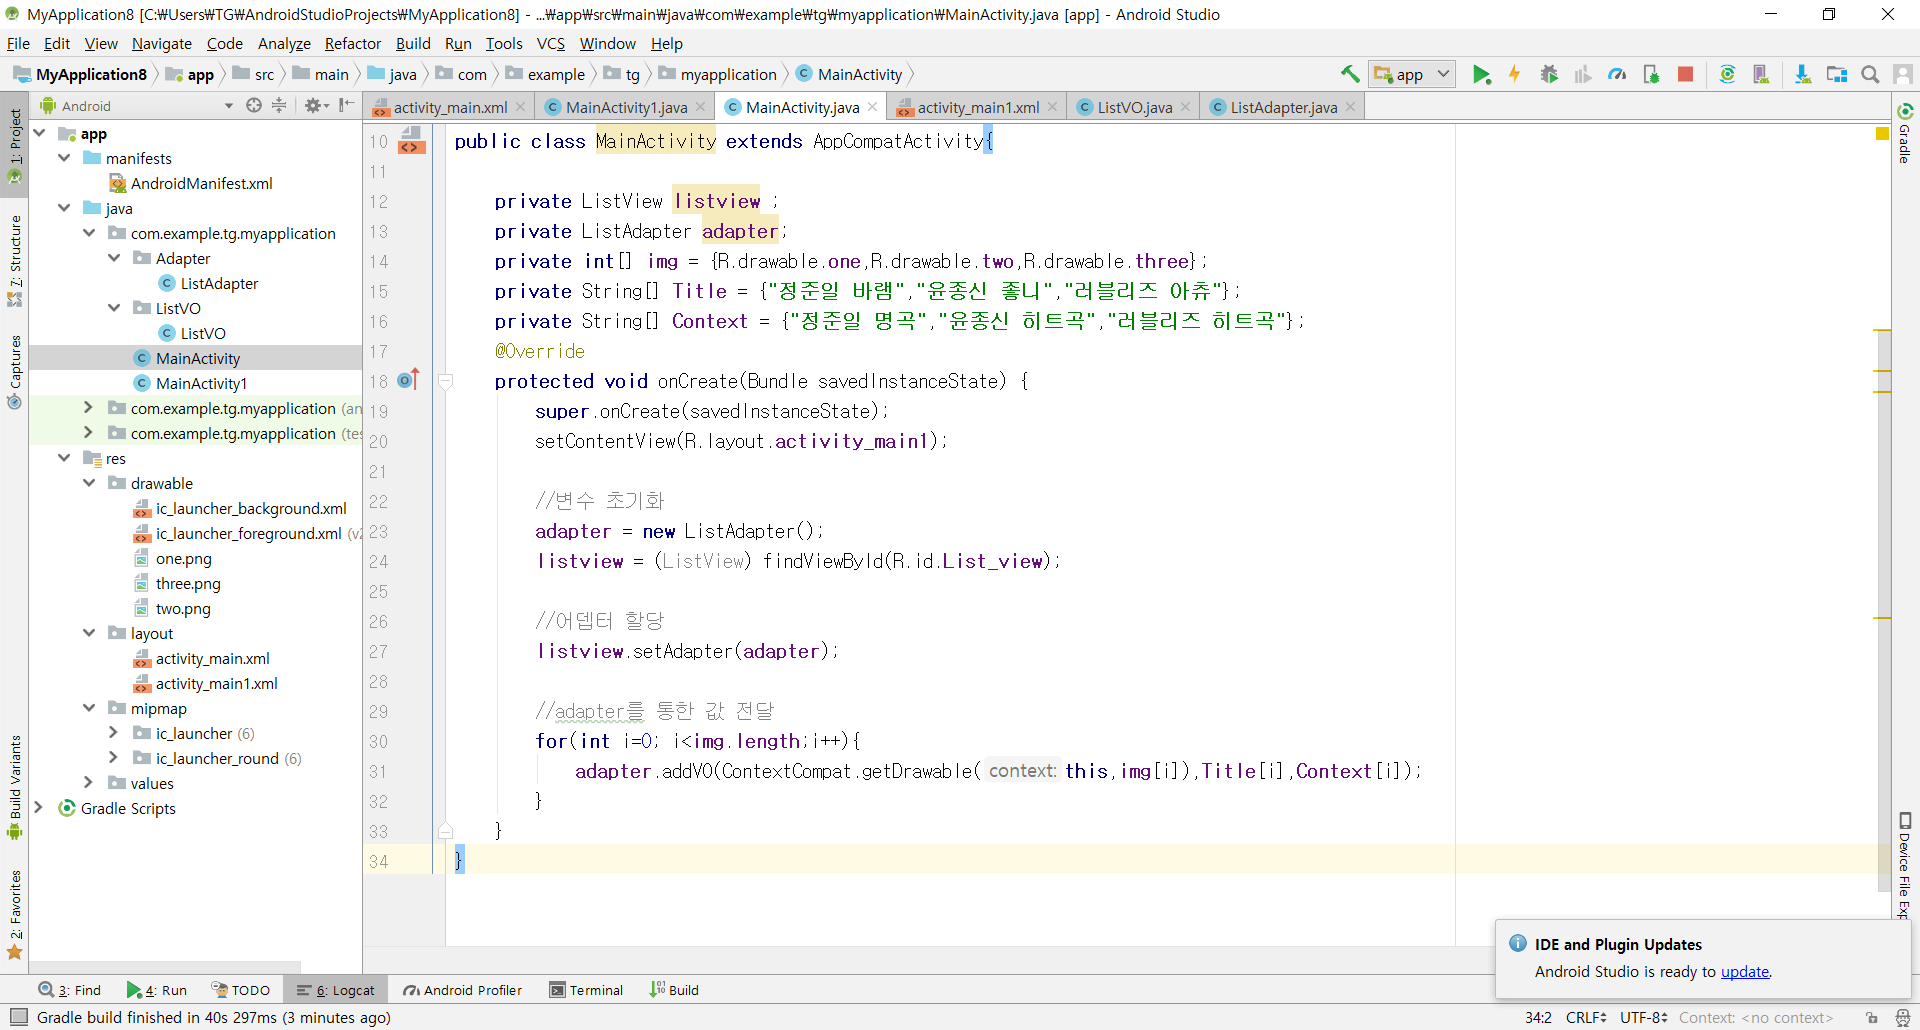 MyApplication8 [C:₩Users₩TG₩AndroidStudioProjects₩MyApplication8] - ...₩app₩src₩main₩java₩com₩example₩tg₩myapplication₩MainActivity.java [app] - Android Studio
File Edit View Navigate Code Analyze Refactor Build Run Tools VCS Window Help
MyApplication8 app src main java com example tg myapplication C MainActivity app
Android
activity_main.xml MainActivity1.java MainActivity.java activity_main1.xml ListVO.java ListAdapter.java
1: Project
7: Structure
Captures
Build Variants
2: Favorites
app
manifests
AndroidManifest.xml
java
com.example.tg.myapplication
Adapter
ListAdapter
ListVO
ListVO
MainActivity
MainActivity1
com.example.tg.myapplication (an
com.example.tg.myapplication (tes
res
drawable
ic_launcher_background.xml
ic_launcher_foreground.xml (v2
one.png
three.png
two.png
layout
activity_main.xml
activity_main1.xml
mipmap
ic_launcher (6)
ic_launcher_round (6)
values
Gradle Scripts
10 public class MainActivity extends AppCompatActivity{
11
12 private ListView listview ;
13 private ListAdapter adapter;
14 private int[] img = {R.drawable.one,R.drawable.two,R.drawable.three};
15 private String[] Title = {"정준일 바램","윤종신 좋니","러블리즈 아츄"};
16 private String[] Context = {"정준일 명곡","윤종신 히트곡","러블리즈 히트곡"};
17 @Override
18 protected void onCreate(Bundle savedInstanceState) {
19 super.onCreate(savedInstanceState);
20 setContentView(R.layout.activity_main1);
21
22 //변수 초기화
23 adapter = new ListAdapter();
24 listview = (ListView) findViewById(R.id.List_view);
25
26 //어뎁터 할당
27 listview.setAdapter(adapter);
28
29 //adapter를 통한 값 전달
30 for(int i=0; i<img.length;i++){
31 adapter.addVO(ContextCompat.getDrawable( context: this,img[i]),Title[i],Context[i]);
32 }
33 }
34 }
Gradle
Device File Exp
IDE and Plugin Updates
Android Studio is ready to update.
3: Find 4: Run TODO 6: Logcat Android Profiler Terminal Build
Gradle build finished in 40s 297ms (3 minutes ago)
34:2 CRLF UTF-8 Context: <no context>